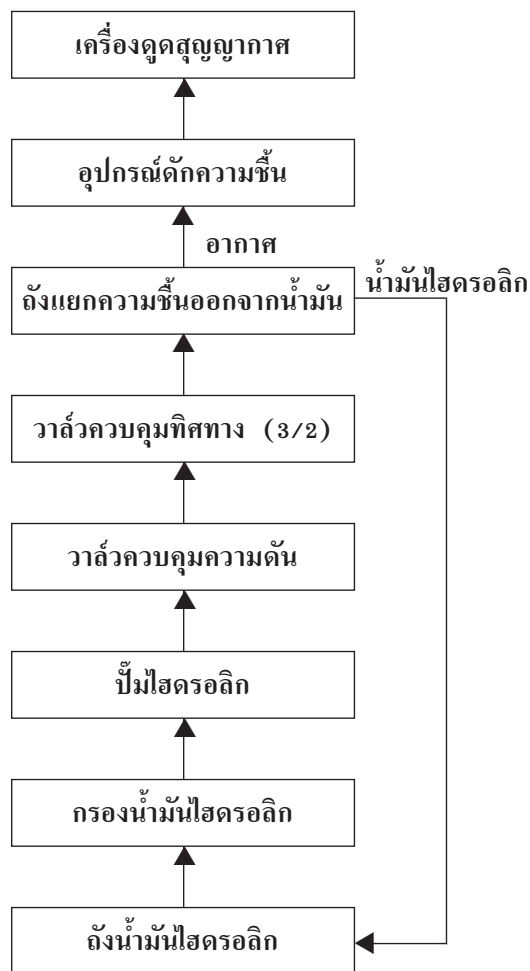 เครื่องดูดสุญญากาศ
อุปกรณ์ดักความชื้น
อากาศ
ถังแยกความชื้นออกจากน้ำมัน
น้ำมันไฮดรอลิก
วาล์วควบคุมทิศทาง (3/2)
วาล์วควบคุมความดัน
ปั๊มไฮดรอลิก
กรองน้ำมันไฮดรอลิก
ถังน้ำมันไฮดรอลิก